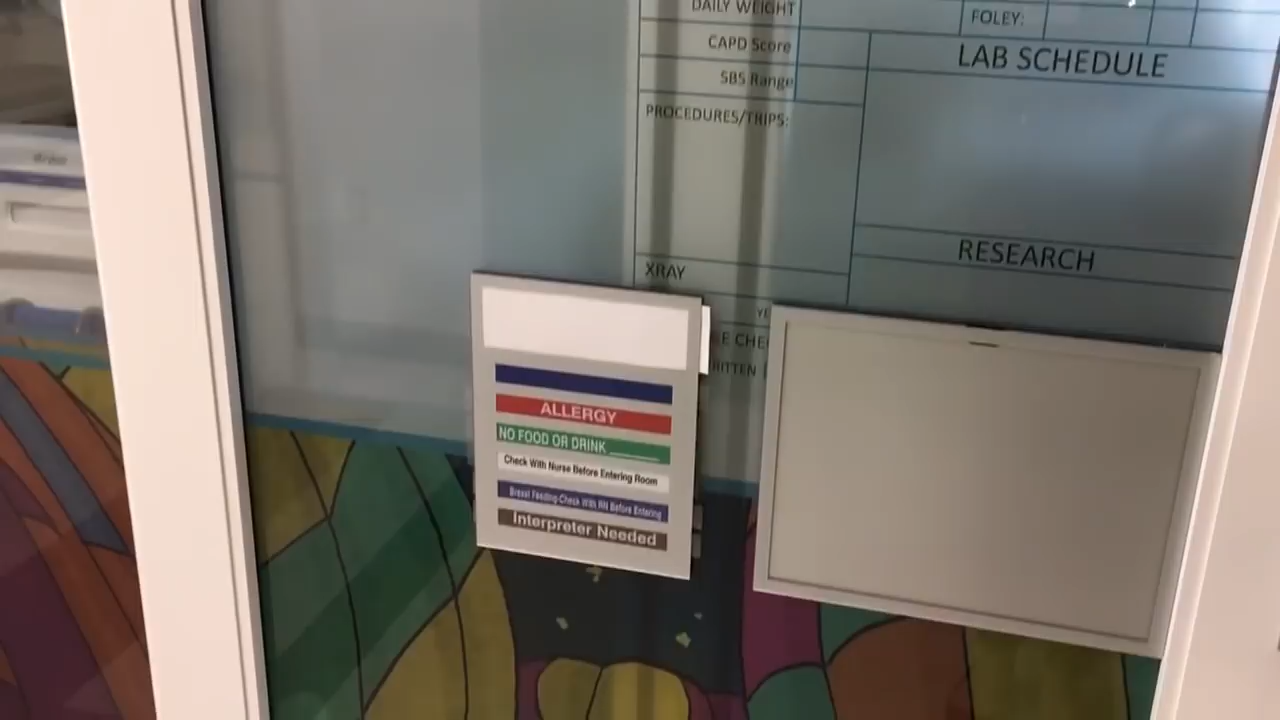 DAILY WEIGHT
FOLEY:
CAPD Score
LAB SCHEDULE
SBS Range
PROCEDURES/TRIPS:
RESEARCH
XRAY
ALLERGY
NO FOOD OR DRINK
Check With Nurse Before Entering Room
Breast Feeding-Check With RN Before Entering
Interpreter Needed